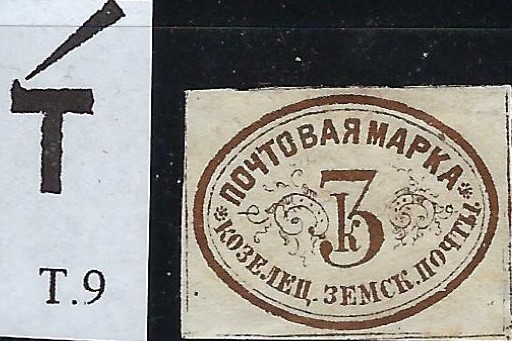 Т
T.9
ПОЧТОВАЯ МАРКА
3
к
* КОЗЕЛЕЦ. ЗЕМСК. ПОЧТЫ. *